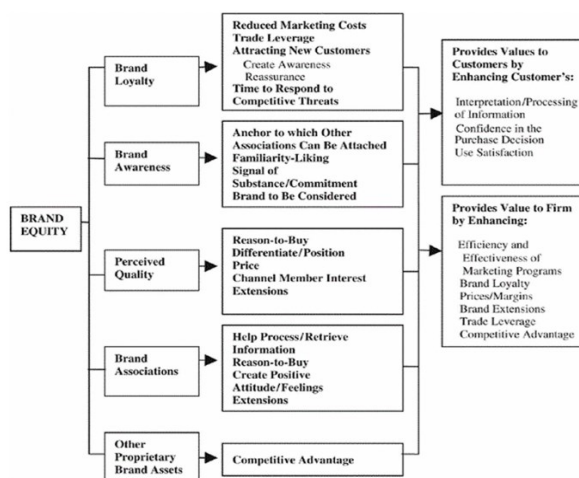 BRAND
EQUITY
Brand
Loyalty
Reduced Marketing Costs
Trade Leverage
Attracting New Customers
Create Awareness
Reassurance
Time to Respond to
Competitive Threats
Brand
Awareness
Anchor to which Other
Associations Can Be Attached
Familiarity-Liking
Signal of
Substance/Commitment
Brand to Be Considered
Perceived
Quality
Reason-to-Buy
Differentiate/Position
Price
Channel Member Interest
Extensions
Brand
Associations
Help Process/Retrieve
Information
Reason-to-Buy
Create Positive
Attitude/Feelings
Extensions
Other
Proprietary
Brand Assets
Competitive Advantage
Provides Values to
Customers by
Enhancing Customer's:
Interpretation/Processing
of Information
Confidence in the
Purchase Decision
Use Satisfaction
Provides Value to Firm
by Enhancing:
Efficiency and
Effectiveness of
Marketing Programs
Brand Loyalty
Prices/Margins
Brand Extensions
Trade Leverage
Competitive Advantage